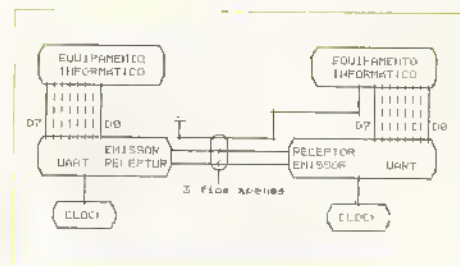 EQUIPAMENTO
INFORMATICO
EQUIPAMENTO
INFORMATICO
D7 D0
D7 D0
EMISSOR
UART RECEPTOR
RECEPTOR
EMISSOR UART
3 fios apenas
CLOCK
CLOCK